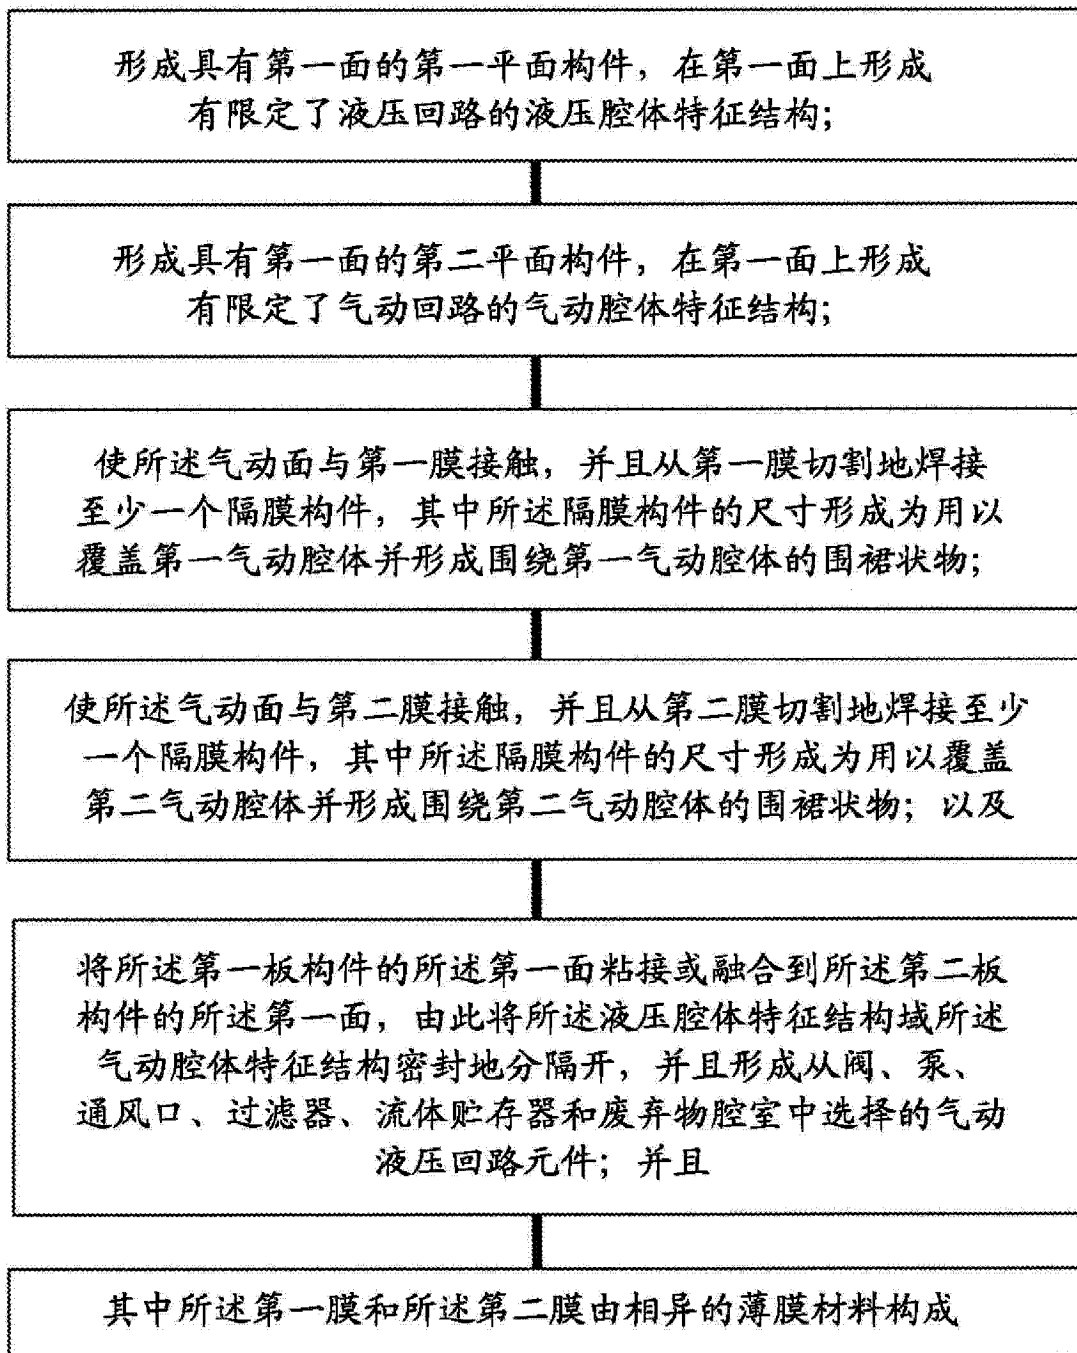 形成具有第一面的第一平面构件，在第一面上形成
有限定了液压回路的液压腔体特征结构；
形成具有第一面的第二平面构件，在第一面上形成
有限定了气动回路的气动腔体特征结构；
使所述气动面与第一膜接触，并且从第一膜切割地焊接
至少一个隔膜构件，其中所述隔膜构件的尺寸形成为用以
覆盖第一气动腔体并形成围绕第一气动腔体的围裙状物；
使所述气动面与第二膜接触，并且从第二膜切割地焊接至少
一个隔膜构件，其中所述隔膜构件的尺寸形成为用以覆盖
第二气动腔体并形成围绕第二气动腔体的围裙状物；以及
将所述第一板构件的所述第一面粘接或融合到所述第二板
构件的所述第一面，由此将所述液压腔体特征结构域所述
气动腔体特征结构密封地分隔开，并且形成从阀、泵、
通风口、过滤器、流体贮存器和废弃物腔室中选择的气动
液压回路元件；并且
其中所述第一膜和所述第二膜由相异的薄膜材料构成